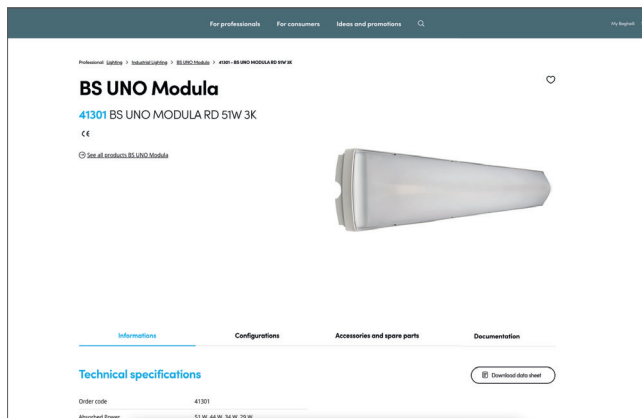 For professionals For consumers Ideas and promotions My Beghelli
Professional: Lighting > Industrial Lighting > BS UNO Modula > 41301 - BS UNO MODULA RD 51W 3K
BS UNO Modula
41301 BS UNO MODULA RD 51W 3K
CE
See all products BS UNO Modula
Informations Configurations Accessories and spare parts Documentation
Technical specifications
Download data sheet
Order code 41301
Absorbed Power 51 W, 44 W, 34 W, 29 W